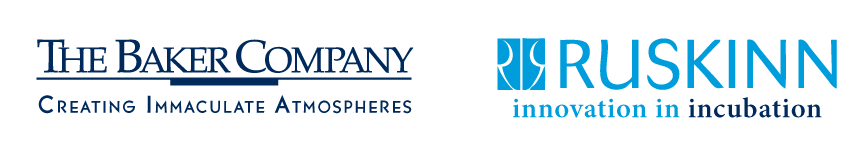 THE BAKER COMPANY
CREATING IMMACULATE ATMOSPHERES
RUSKINN
innovation in incubation